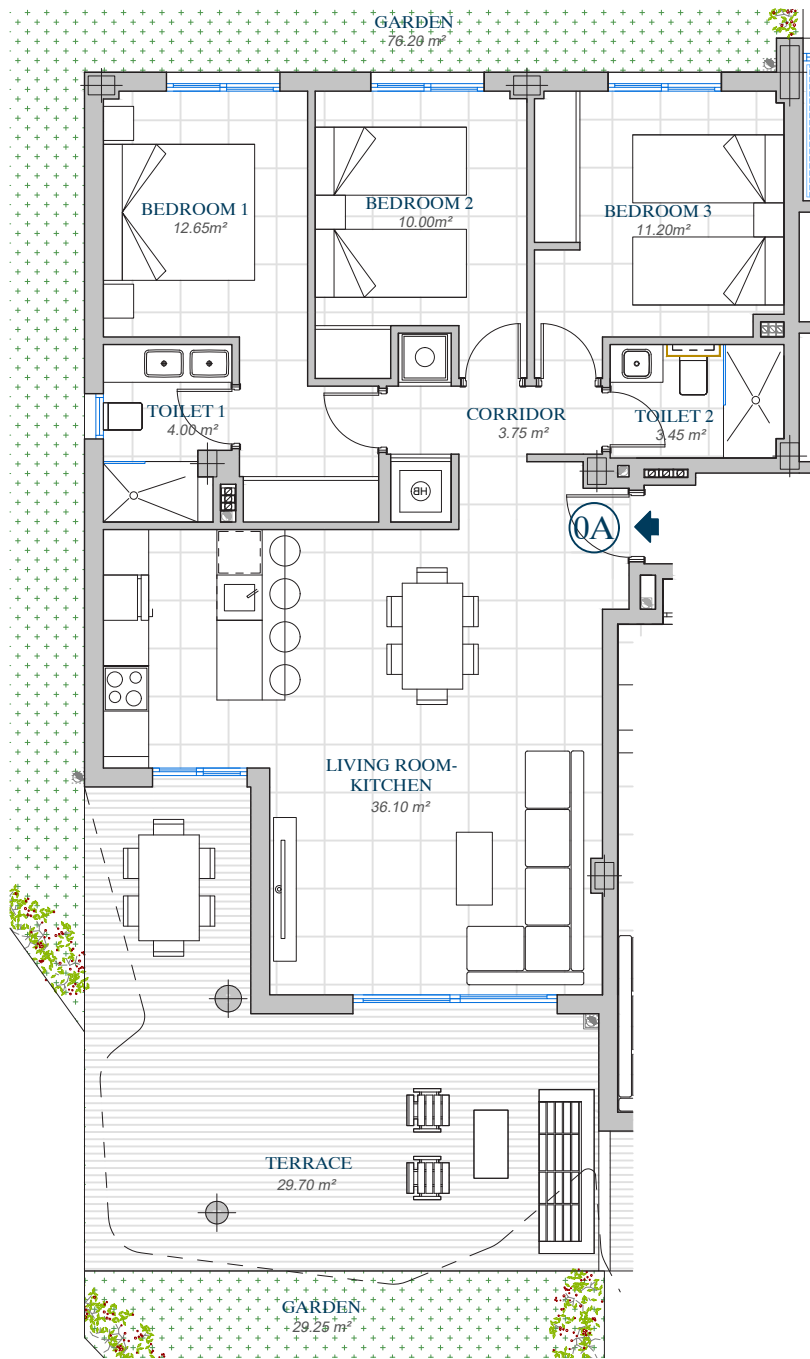 GARDEN
76.20 m²
BEDROOM 1
12.65m²
BEDROOM 2
10.00m²
BEDROOM 3
11.20m²
TOILET 1
4.00 m²
CORRIDOR
3.75 m²
TOILET 2
3.45 m²
HB
0A
LIVING ROOM-
KITCHEN
36.10 m²
TERRACE
29.70 m²
GARDEN
29.25 m²